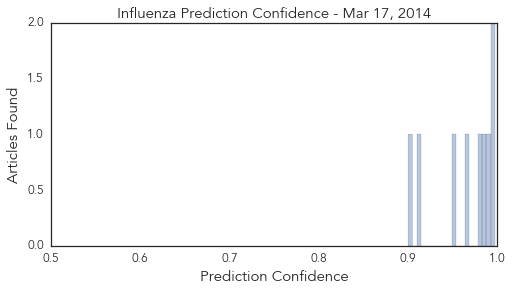 Influenza Prediction Confidence - Mar 17, 2014
2.0
1.5
1.0
0.5
0.0
Articles Found
0.5 0.6 0.7 0.8 0.9 1.0
Prediction Confidence